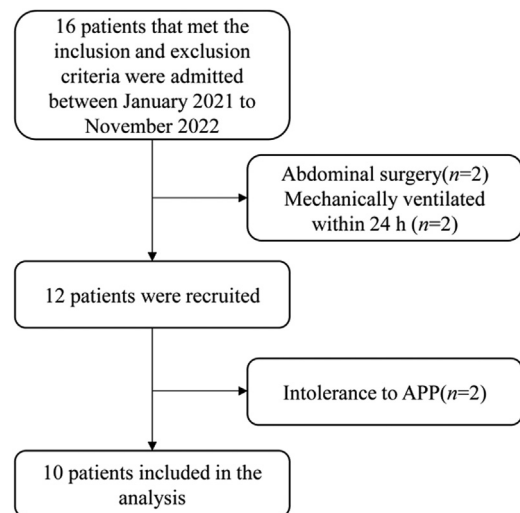 16 patients that met the
inclusion and exclusion
criteria were admitted
between January 2021 to
November 2022
Abdominal surgery(n=2)
Mechanically ventilated
within 24 h (n=2)
12 patients were recruited
Intolerance to APP(n=2)
10 patients included in the
analysis